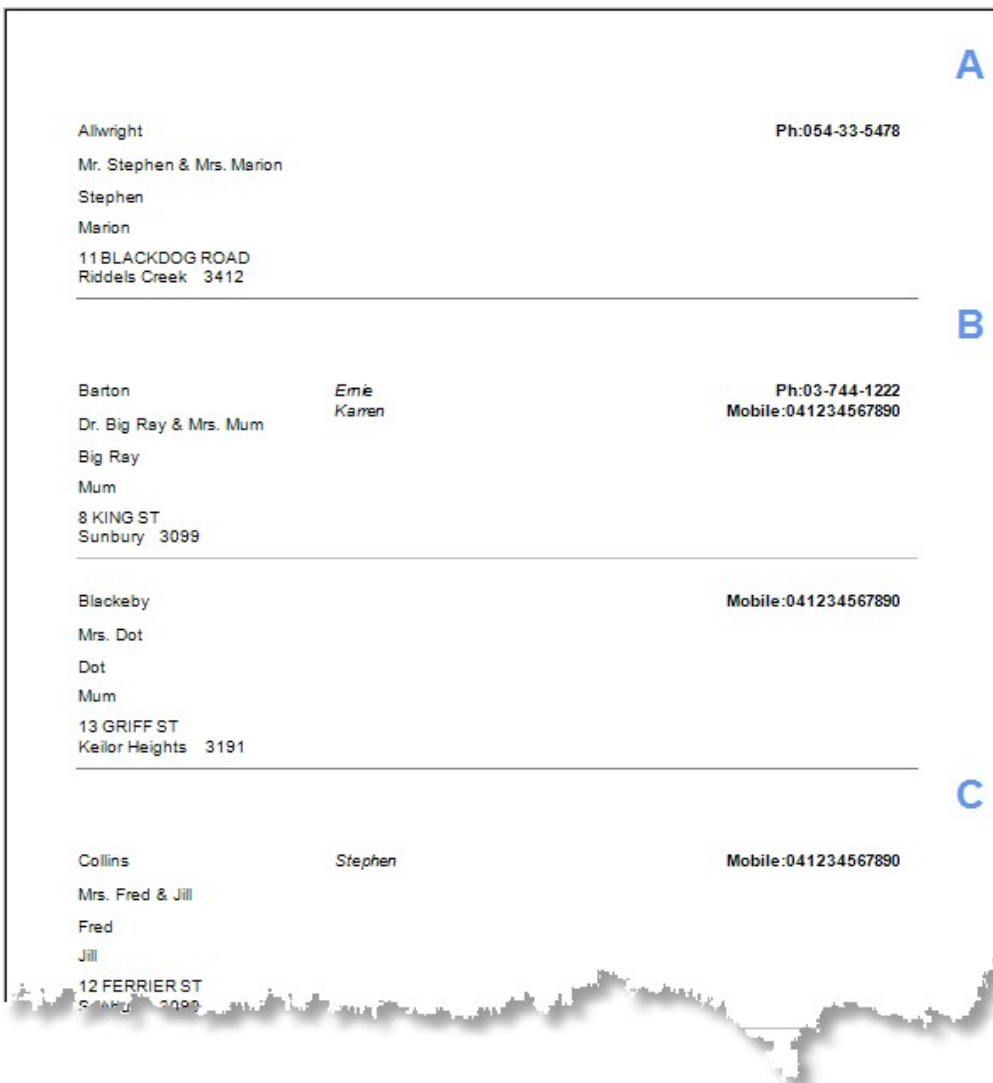 A
Allwright Ph:054-33-5478
Mr. Stephen & Mrs. Marion
Stephen
Marion
11 BLACKDOG ROAD
Riddels Creek 3412
B
Barton Ernie Ph:03-744-1222
Karren Mobile:041234567890
Dr. Big Ray & Mrs. Mum
Big Ray
Mum
8 KING ST
Sunbury 3099
Blackeby Mobile:041234567890
Mrs. Dot
Dot
Mum
13 GRIFF ST
Keilor Heights 3191
C
Collins Stephen Mobile:041234567890
Mrs. Fred & Jill
Fred
Jill
12 FERRIER ST